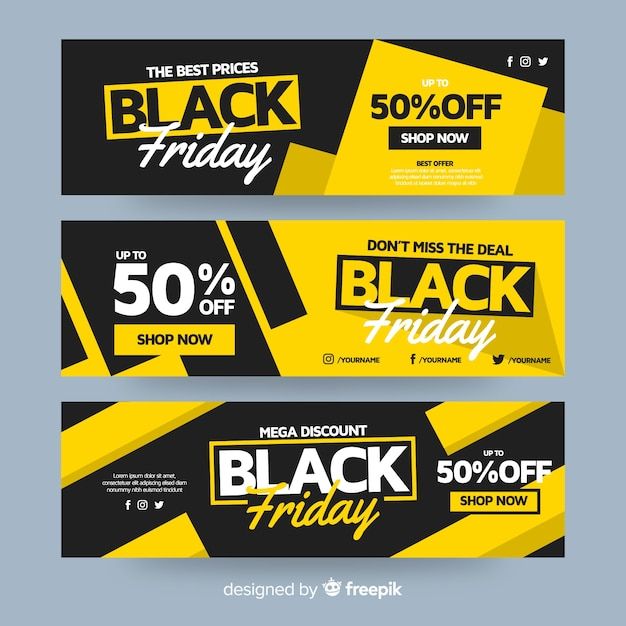 THE BEST PRICES
BLACK
Friday
UP TO
50%OFF
SHOP NOW
BEST OFFER
UP TO
50%
OFF
SHOP NOW
DON'T MISS THE DEAL
BLACK
Friday
/YOURNAME /YOURNAME /YOURNAME
MEGA DISCOUNT
BLACK
Friday
UP TO
50%OFF
SHOP NOW
designed by freepik